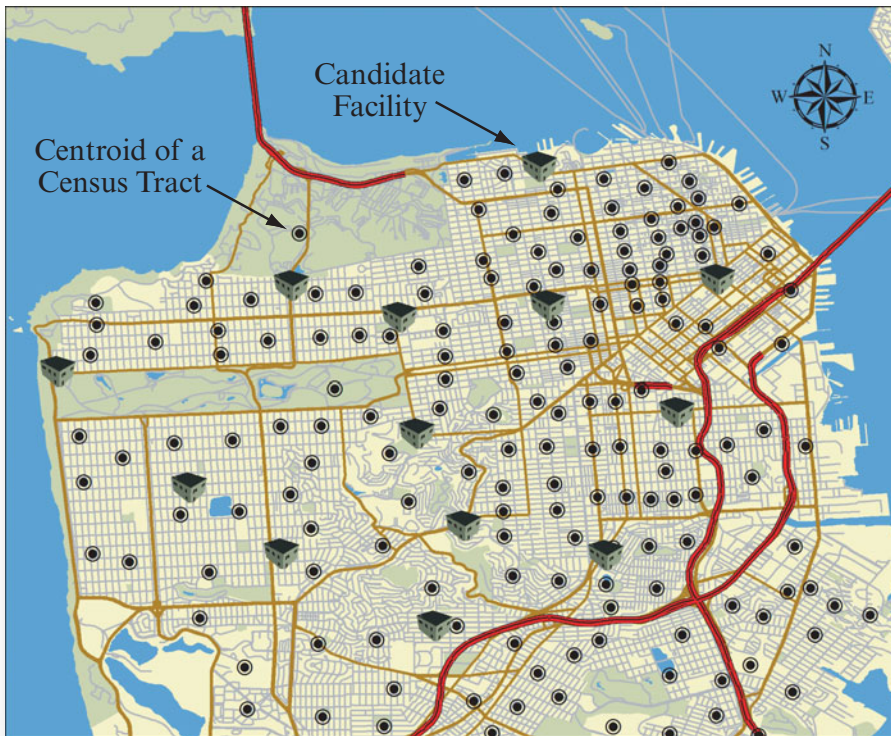 Candidate
Facility
Centroid of a
Census Tract
N
W
E
S